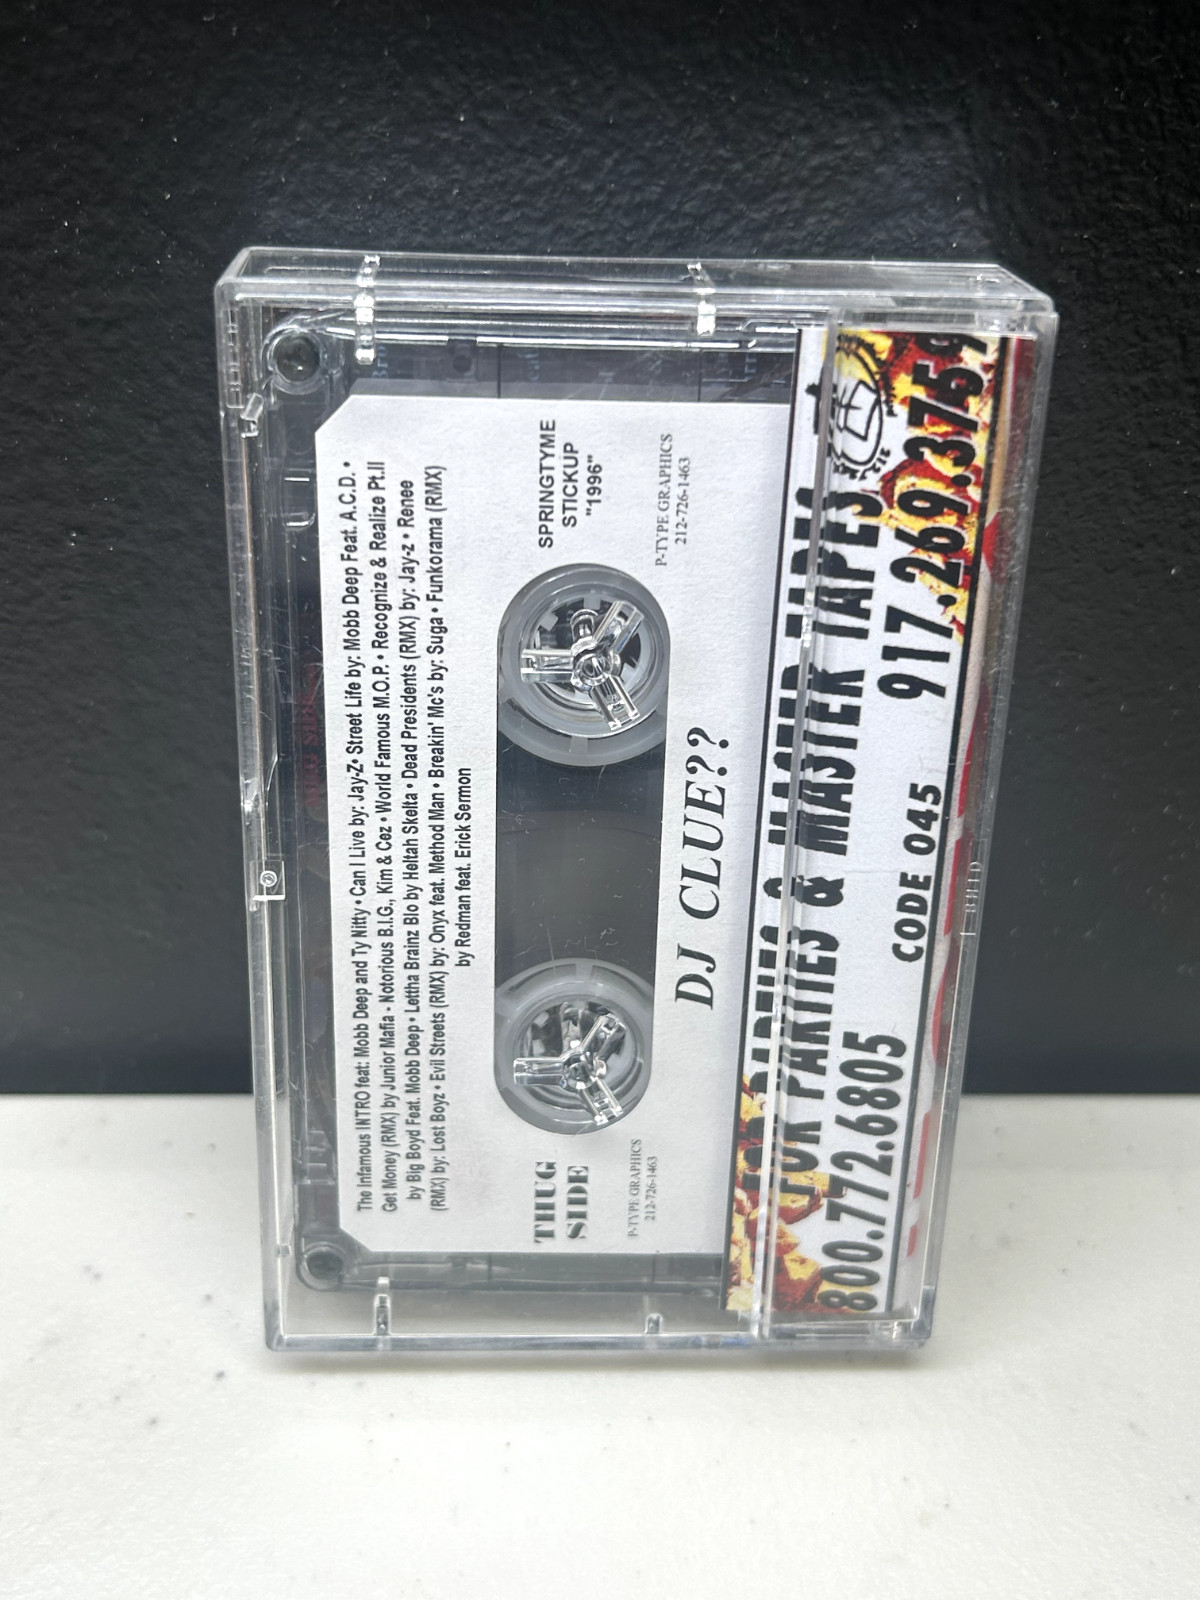 The Infamous INTRO feat: Mobb Deep and Ty Nitty • Can I Live by: Jay-Z• Street Life by: Mobb Deep Feat. A.C.D. •
Get Money (RMX) by Junior Mafia - Notorious B.I.G., Kim & Cez • World Famous M.O.P. • Recognize & Realize Pt.II
by Big Boyd Feat. Mobb Deep • Lettha Brainz Blo by Heltah Skelta • Dead Presidents (RMX) by: Jay-z • Renee
(RMX) by: Lost Boyz • Evil Streets (RMX) by: Onyx feat. Method Man • Breakin' Mc's by: Suga • Funkorama (RMX)
by Redman feat. Erick Sermon
THUG
SIDE
SPRINGTYME
STICKUP
"1996"
P-TYPE GRAPHICS
212-726-1463
P-TYPE GRAPHICS
212-726-1463
DJ CLUE??
FOR PARTIES & MASTER TAPES
800.772.6805
CODE 045
917.269.3759